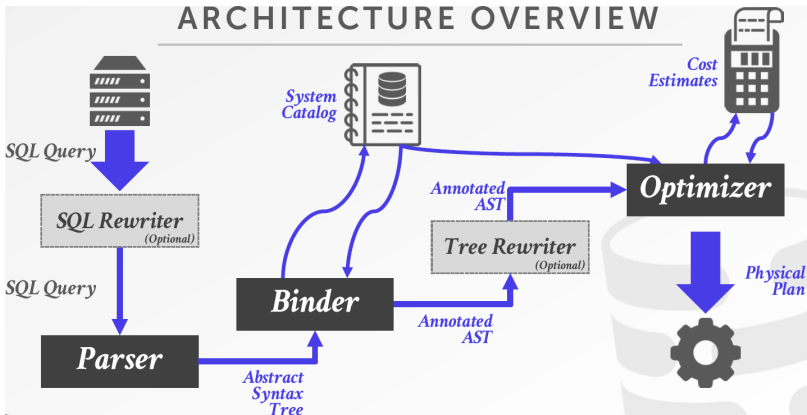 ARCHITECTURE OVERVIEW
SQL Query
SQL Rewriter
(Optional)
SQL Query
Parser
Abstract
Syntax
Tree
Binder
System
Catalog
Annotated
AST
Tree Rewriter
(Optional)
Annotated
AST
Optimizer
Cost
Estimates
Physical
Plan